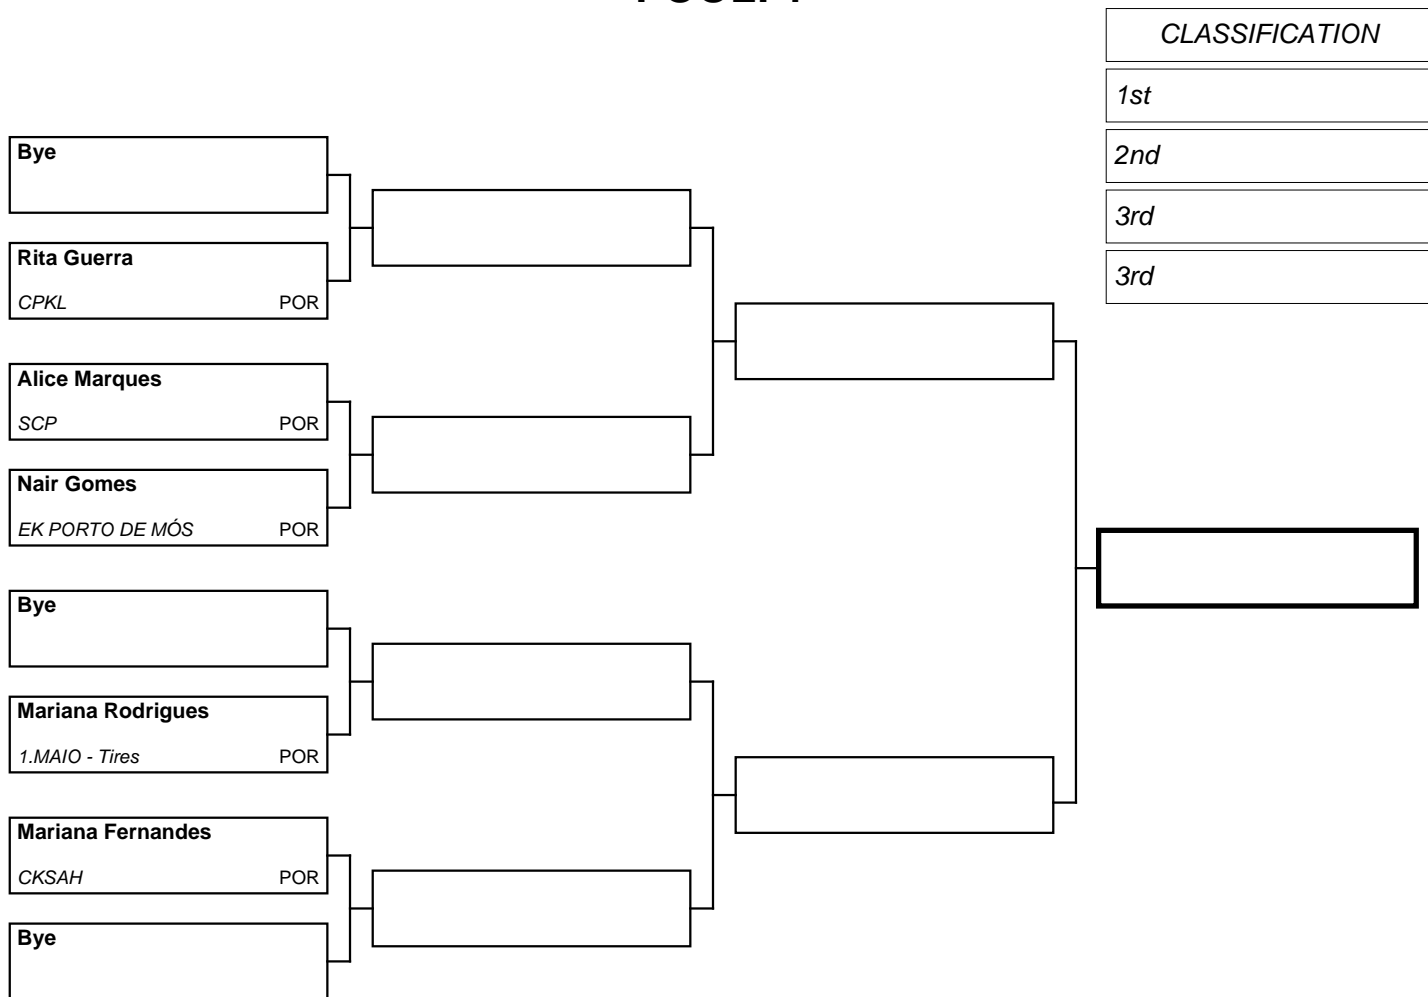 CLASSIFICATION
1st
2nd
3rd
3rd
Bye
Rita Guerra
CPKL POR
Alice Marques
SCP POR
Nair Gomes
EK PORTO DE MÓS POR
Bye
Mariana Rodrigues
1.MAIO - Tires POR
Mariana Fernandes
CKSAH POR
Bye